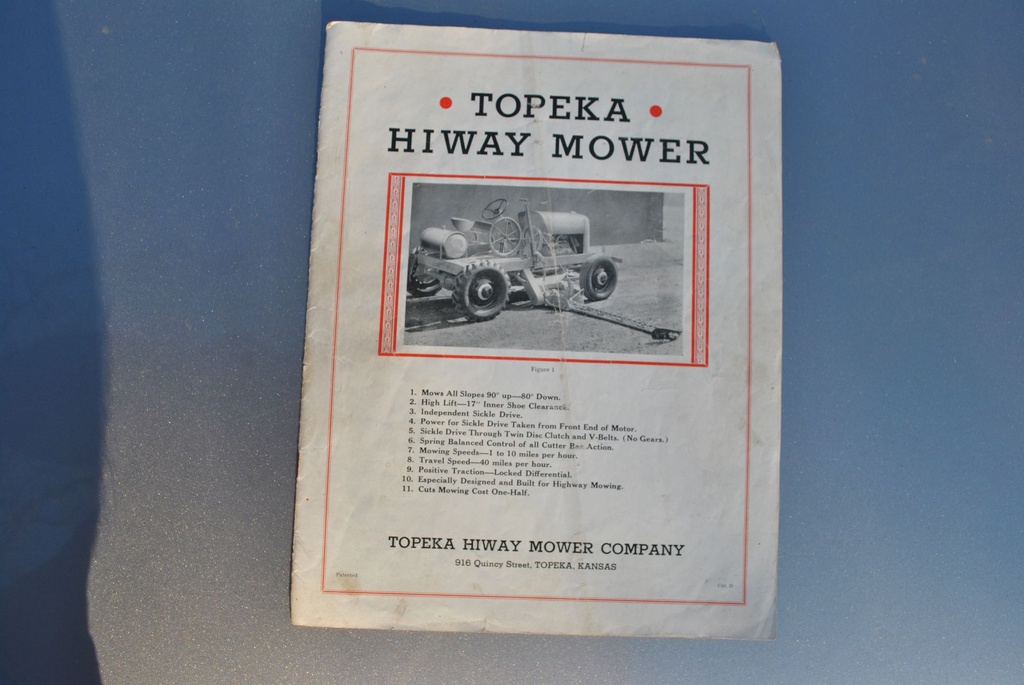 • TOPEKA •
HIWAY MOWER
Figure 1
1. Mows All Slopes 90° up—80° Down.
2. High Lift—17" Inner Shoe Clearance.
3. Independent Sickle Drive.
4. Power for Sickle Drive Taken from Front End of Motor.
5. Sickle Drive Through Twin Disc Clutch and V-Belts. (No Gears.)
6. Spring Balanced Control of all Cutter Bar Action.
7. Mowing Speeds—1 to 10 miles per hour.
8. Travel Speed—40 miles per hour.
9. Positive Traction—Locked Differential.
10. Especially Designed and Built for Highway Mowing.
11. Cuts Mowing Cost One-Half.
TOPEKA HIWAY MOWER COMPANY
916 Quincy Street, TOPEKA, KANSAS
Patented